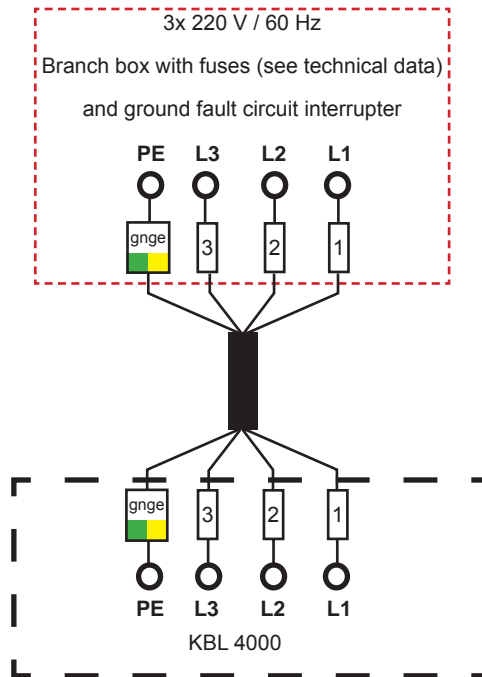 3x 220 V / 60 Hz
Branch box with fuses (see technical data)
and ground fault circuit interrupter
PE L3 L2 L1
gnge 3 2 1
gnge 3 2 1
PE L3 L2 L1
KBL 4000